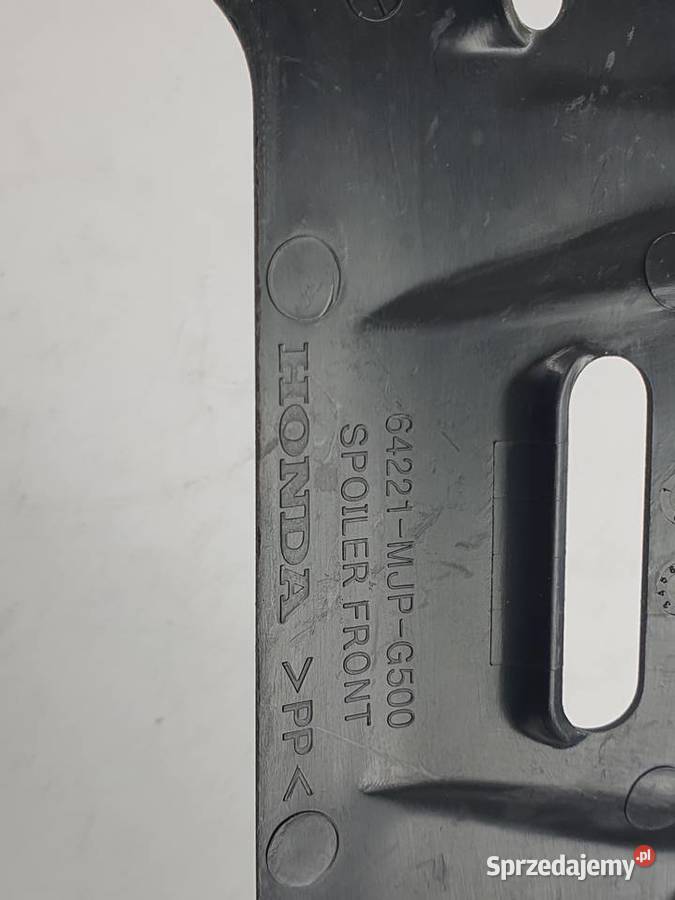 64221-MJP-G500
SPOILER FRONT
HONDA >PP<
Sprzedajemy.pl